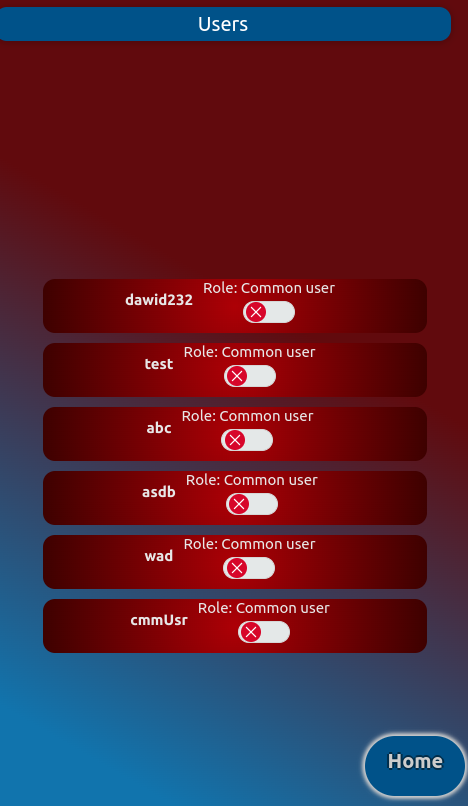 Users
dawid232 Role: Common user
test Role: Common user
abc Role: Common user
asdb Role: Common user
wad Role: Common user
cmmUsr Role: Common user
Home